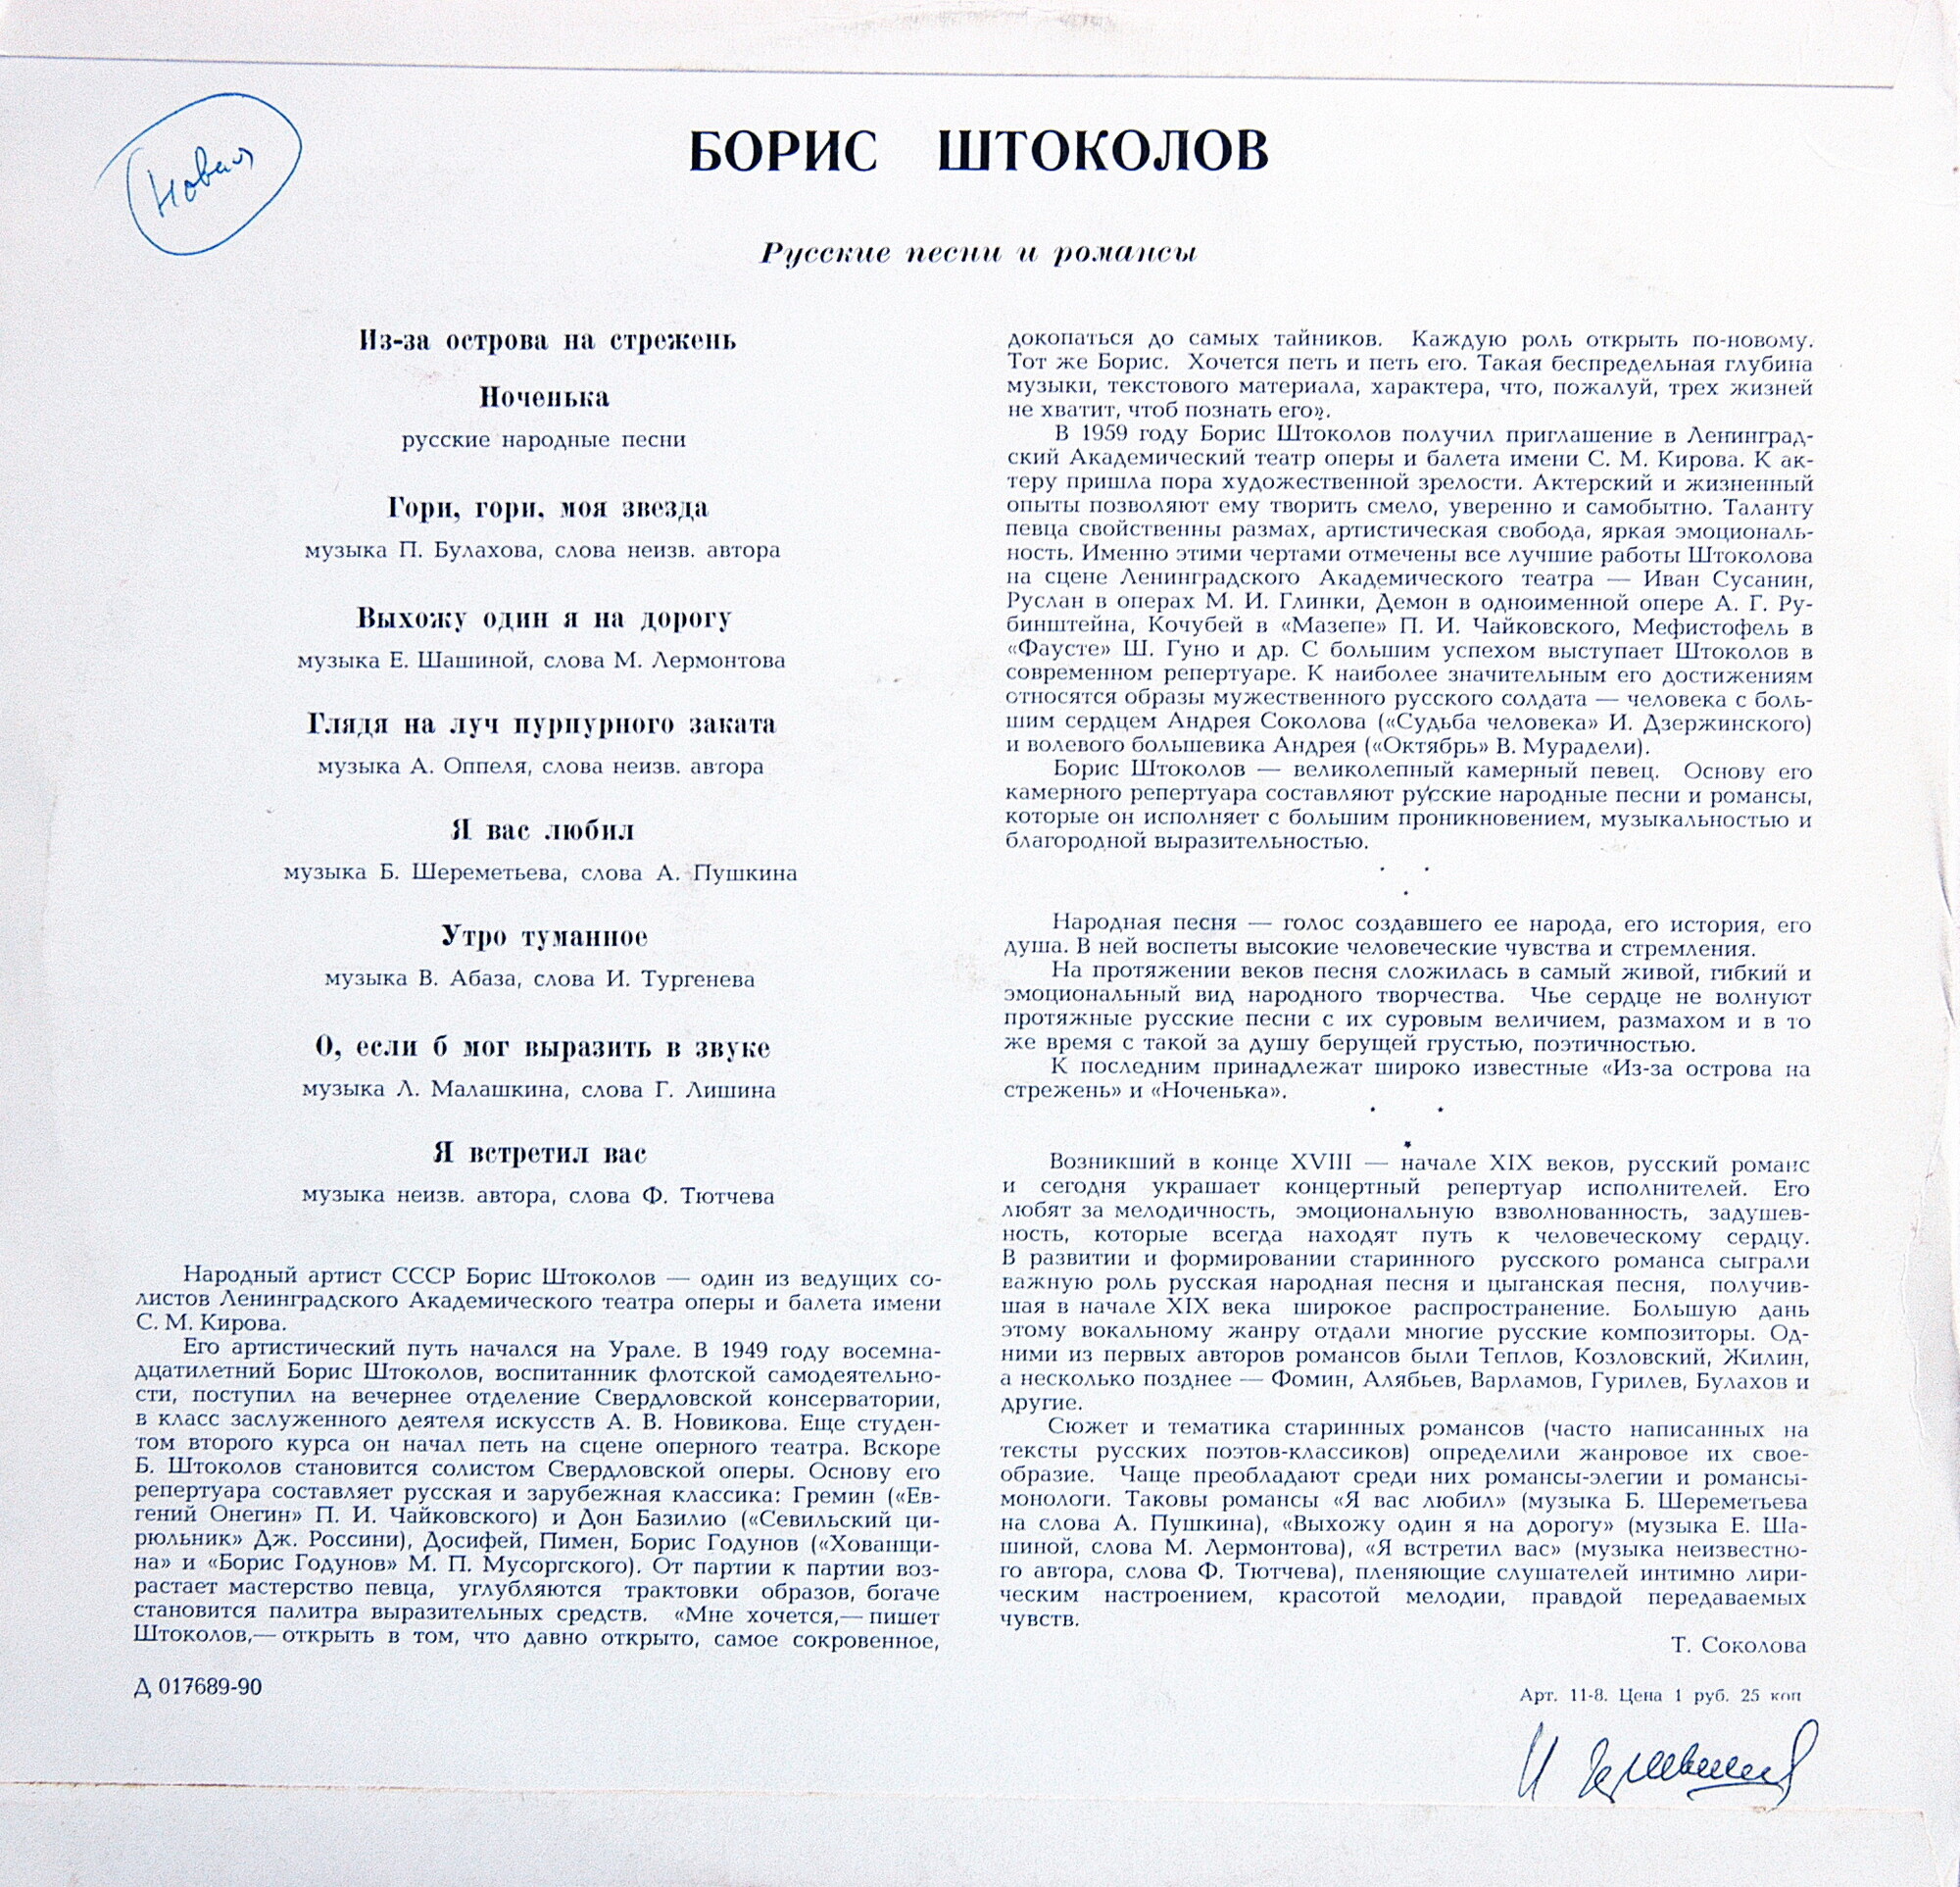 Новая
БОРИС ШТОКОЛОВ
Русские песни и романсы
Из-за острова на стрежень
Ноченька
русские народные песни
Гори, гори, моя звезда
музыка П. Булахова, слова неизв. автора
Выхожу один я на дорогу
музыка Е. Шашиной, слова М. Лермонтова
Глядя на луч пурпурного заката
музыка А. Оппеля, слова неизв. автора
Я вас любил
музыка Б. Шереметьева, слова А. Пушкина
Утро туманное
музыка В. Абаза, слова И. Тургенева
О, если б мог выразить в звуке
музыка Л. Малашкина, слова Г. Лишина
Я встретил вас
музыка неизв. автора, слова Ф. Тютчева
Народный артист СССР Борис Штоколов — один из ведущих со-
листов Ленинградского Академического театра оперы и балета имени
С. М. Кирова.
Его артистический путь начался на Урале. В 1949 году восемна-
дцатилетний Борис Штоколов, воспитанник флотской самодеятельно-
сти, поступил на вечернее отделение Свердловской консерватории,
в класс заслуженного деятеля искусств А. В. Новикова. Еще студен-
том второго курса он начал петь на сцене оперного театра. Вскоре
Б. Штоколов становится солистом Свердловской оперы. Основу его
репертуара составляет русская и зарубежная классика: Гремин («Ев-
гений Онегин» П. И. Чайковского) и Дон Базилио («Севильский ци-
рюльник» Дж. Россини), Досифей, Пимен, Борис Годунов («Хованщи-
на» и «Борис Годунов» М. П. Мусоргского). От партии к партии воз-
растает мастерство певца, углубляются трактовки образов, богаче
становится палитра выразительных средств. «Мне хочется,— пишет
Штоколов,— открыть в том, что давно открыто, самое сокровенное,
Д 017689-90
докопаться до самых тайников. Каждую роль открыть по-новому.
Тот же Борис. Хочется петь и петь его. Такая беспредельная глубина
музыки, текстового материала, характера, что, пожалуй, трех жизней
не хватит, чтоб познать его».
В 1959 году Борис Штоколов получил приглашение в Ленинград-
ский Академический театр оперы и балета имени С. М. Кирова. К ак-
теру пришла пора художественной зрелости. Актерский и жизненный
опыты позволяют ему творить смело, уверенно и самобытно. Таланту
певца свойственны размах, артистическая свобода, яркая эмоциональ-
ность. Именно этими чертами отмечены все лучшие работы Штоколова
на сцене Ленинградского Академического театра — Иван Сусанин,
Руслан в операх М. И. Глинки, Демон в одноименной опере А. Г. Ру-
бинштейна, Кочубей в «Мазепе» П. И. Чайковского, Мефистофель в
«Фаусте» Ш. Гуно и др. С большим успехом выступает Штоколов в
современном репертуаре. К наиболее значительным его достижениям
относятся образы мужественного русского солдата — человека с боль-
шим сердцем Андрея Соколова («Судьба человека» И. Дзержинского)
и волевого большевика Андрея («Октябрь» В. Мурадели).
Борис Штоколов — великолепный камерный певец. Основу его
камерного репертуара составляют русские народные песни и романсы,
которые он исполняет с большим проникновением, музыкальностью и
благородной выразительностью.
Народная песня — голос создавшего ее народа, его история, его
душа. В ней воспеты высокие человеческие чувства и стремления.
На протяжении веков песня сложилась в самый живой, гибкий и
эмоциональный вид народного творчества. Чье сердце не волнуют
протяжные русские песни с их суровым величием, размахом и в то
же время с такой за душу берущей грустью, поэтичностью.
К последним принадлежат широко известные «Из-за острова на
стрежень» и «Ноченька».
Возникший в конце XVIII — начале XIX веков, русский романс
и сегодня украшает концертный репертуар исполнителей. Его
любят за мелодичность, эмоциональную взволнованность, задушев-
ность, которые всегда находят путь к человеческому сердцу.
В развитии и формировании старинного русского романса сыграли
важную роль русская народная песня и цыганская песня, получив-
шая в начале XIX века широкое распространение. Большую дань
этому вокальному жанру отдали многие русские композиторы. Од-
ними из первых авторов романсов были Теплов, Козловский, Жилин,
а несколько позднее — Фомин, Алябьев, Варламов, Гурилев, Булахов и
другие.
Сюжет и тематика старинных романсов (часто написанных на
тексты русских поэтов-классиков) определили жанровое их свое-
образие. Чаще преобладают среди них романсы-элегии и романсы-
монологи. Таковы романсы «Я вас любил» (музыка Б. Шереметьева
на слова А. Пушкина), «Выхожу один я на дорогу» (музыка Е. Ша-
шиной, слова М. Лермонтова), «Я встретил вас» (музыка неизвестно-
го автора, слова Ф. Тютчева), пленяющие слушателей интимно лири-
ческим настроением, красотой мелодии, правдой передаваемых
чувств.
Т. Соколова
Арт. 11-8. Цена 1 руб. 25 коп